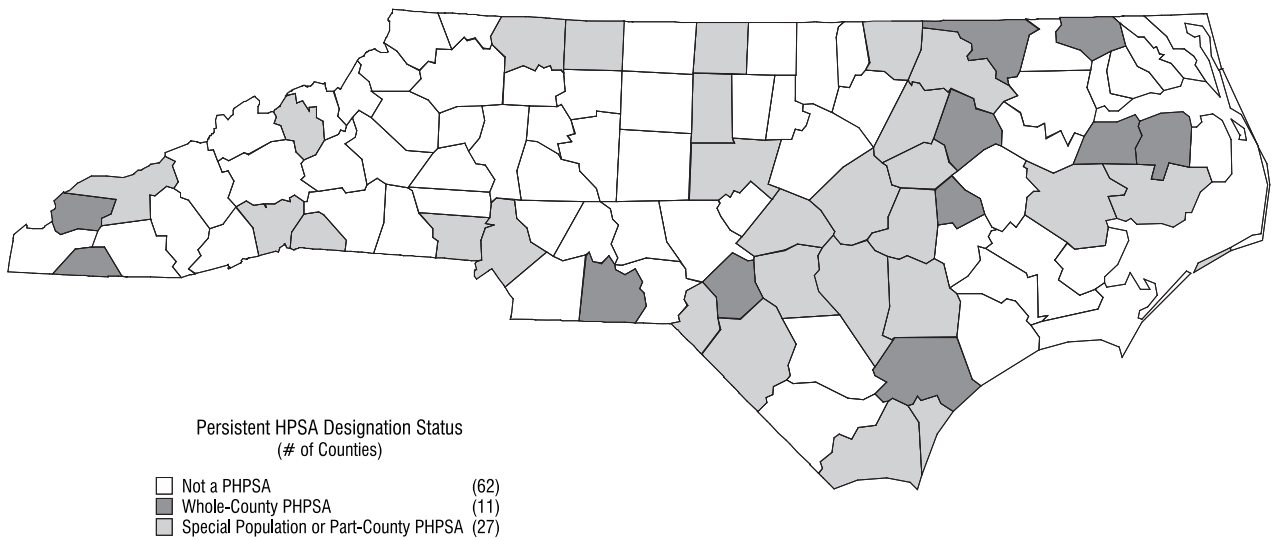 Persistent HPSA Designation Status
(# of Counties)
Not a PHPSA (62)
Whole-County PHPSA (11)
Special Population or Part-County PHPSA (27)